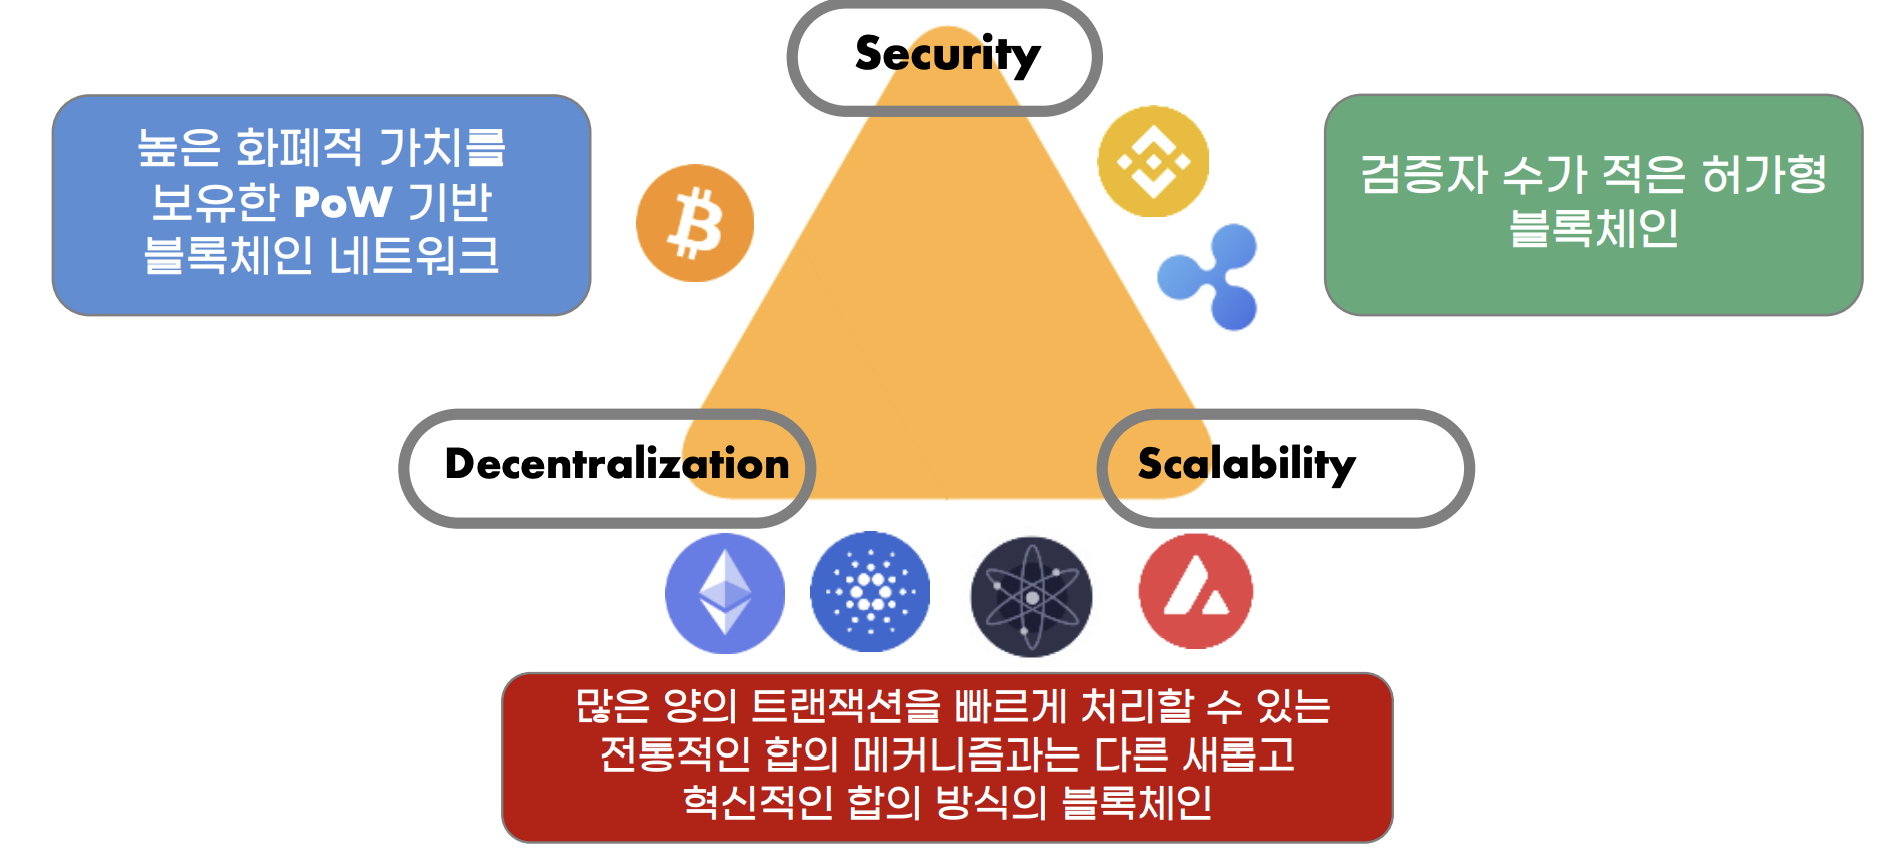 Security
높은 화폐적 가치를
보유한 PoW 기반
블록체인 네트워크
검증자 수가 적은 허가형
블록체인
Decentralization
Scalability
많은 양의 트랜잭션을 빠르게 처리할 수 있는
전통적인 합의 메커니즘과는 다른 새롭고
혁신적인 합의 방식의 블록체인